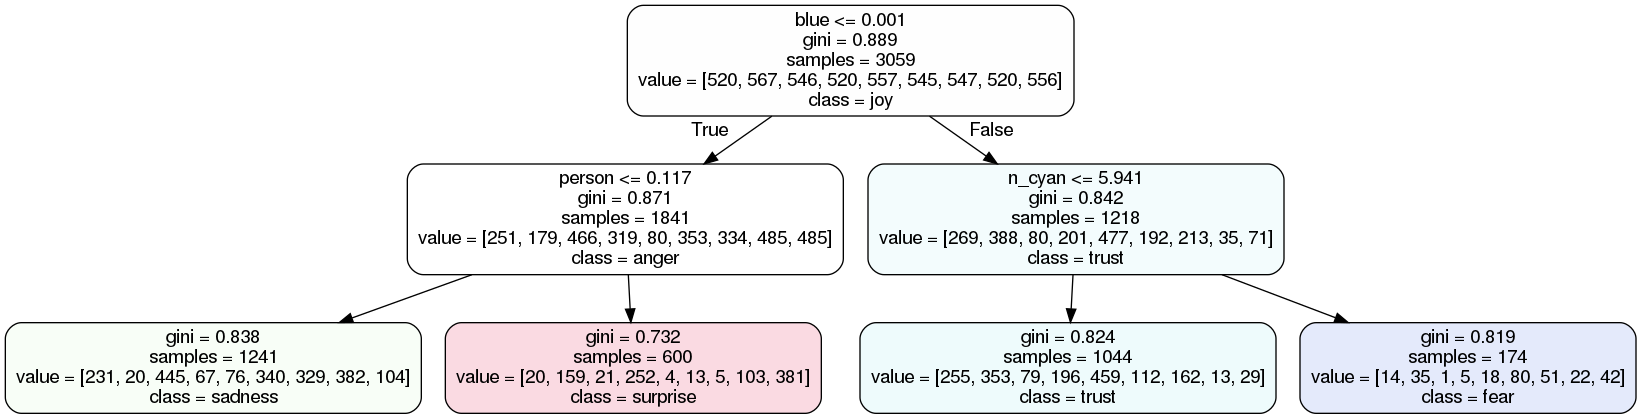 blue <= 0.001
gini = 0.889
samples = 3059
value = [520, 567, 546, 520, 557, 545, 547, 520, 556]
class = joy
True
False
person <= 0.117
gini = 0.871
samples = 1841
value = [251, 179, 466, 319, 80, 353, 334, 485, 485]
class = anger
n_cyan <= 5.941
gini = 0.842
samples = 1218
value = [269, 388, 80, 201, 477, 192, 213, 35, 71]
class = trust
gini = 0.838
samples = 1241
value = [231, 20, 445, 67, 76, 340, 329, 382, 104]
class = sadness
gini = 0.732
samples = 600
value = [20, 159, 21, 252, 4, 13, 5, 103, 381]
class = surprise
gini = 0.824
samples = 1044
value = [255, 353, 79, 196, 459, 112, 162, 13, 29]
class = trust
gini = 0.819
samples = 174
value = [14, 35, 1, 5, 18, 80, 51, 22, 42]
class = fear